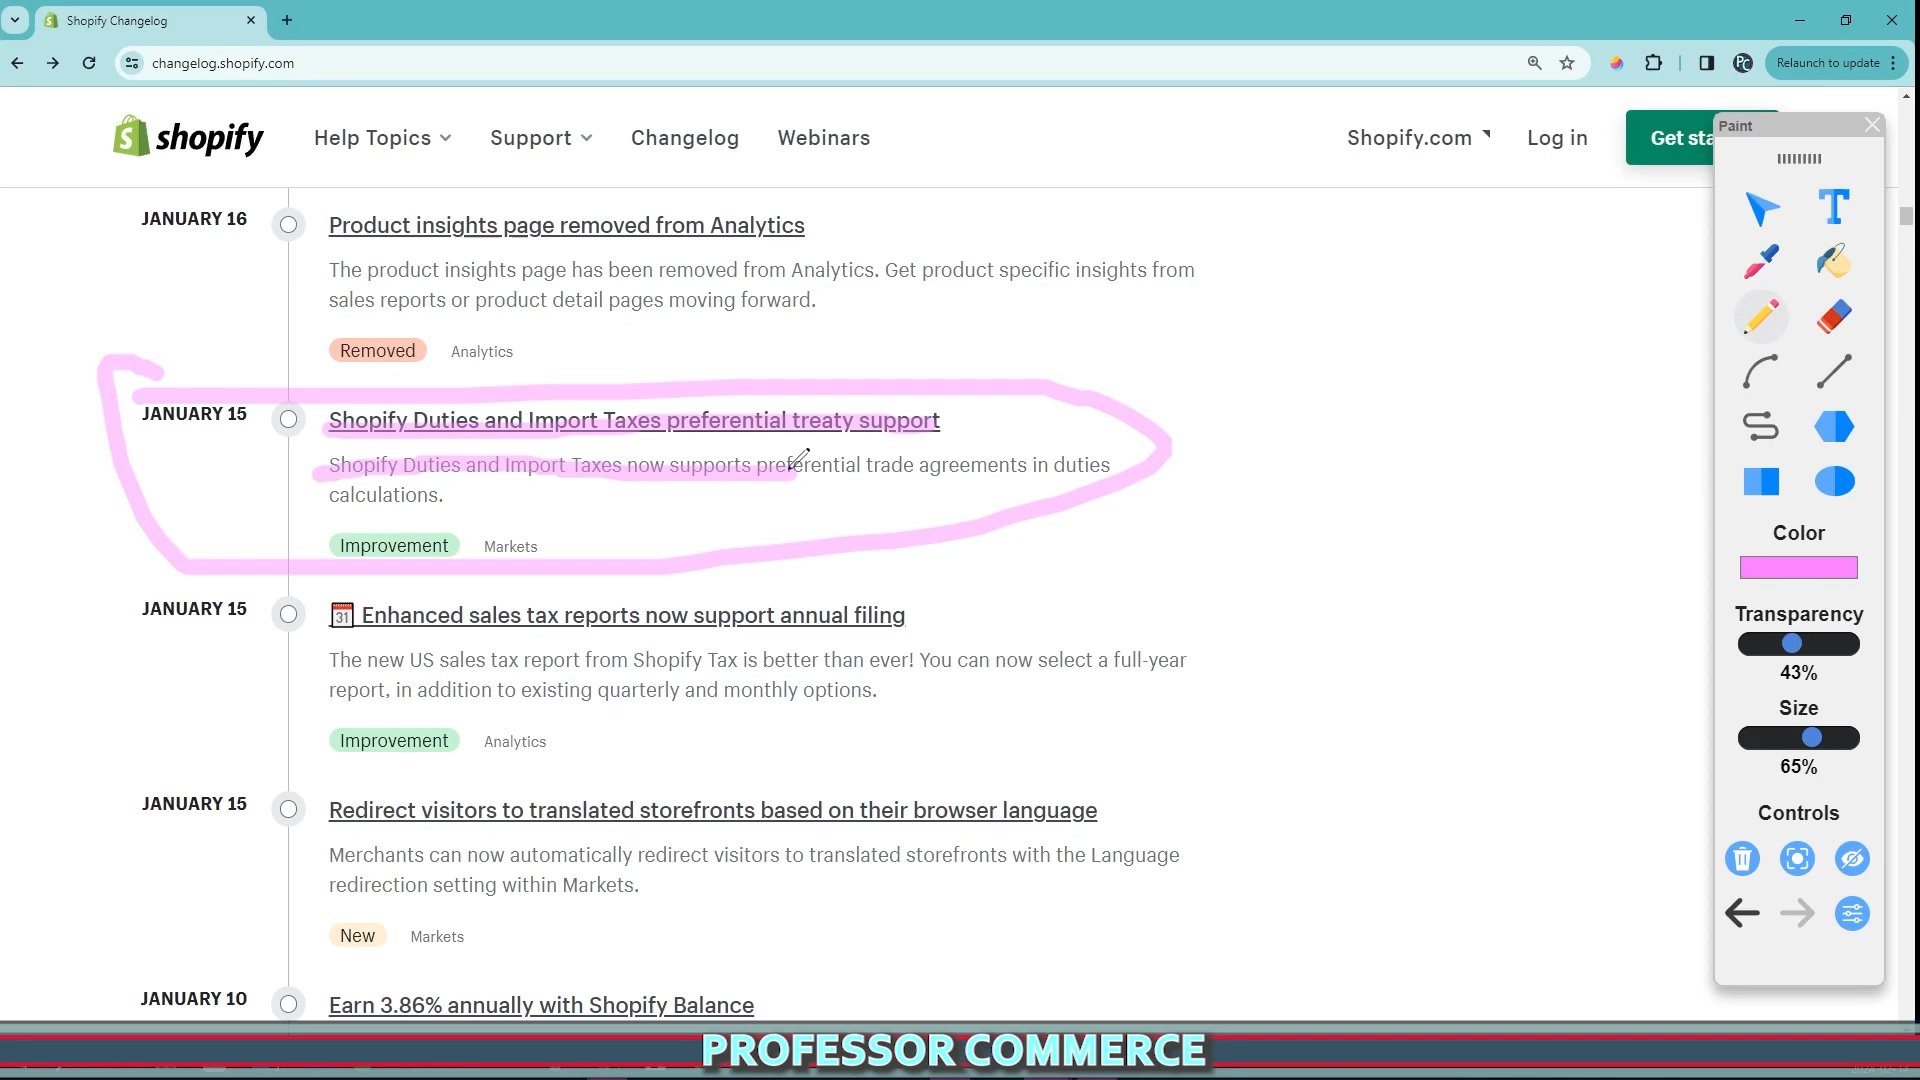 Shopify Changelog
changelog.shopify.com
Relaunch to update
shopify
Help Topics
Support
Changelog
Webinars
Shopify.com
Log in
Get sta
Paint
JANUARY 16
Product insights page removed from Analytics
The product insights page has been removed from Analytics. Get product specific insights from
sales reports or product detail pages moving forward.
Removed Analytics
JANUARY 15
Shopify Duties and Import Taxes preferential treaty support
Shopify Duties and Import Taxes now supports preferential trade agreements in duties
calculations.
Improvement Markets
JANUARY 15
31 Enhanced sales tax reports now support annual filing
The new US sales tax report from Shopify Tax is better than ever! You can now select a full-year
report, in addition to existing quarterly and monthly options.
Improvement Analytics
JANUARY 15
Redirect visitors to translated storefronts based on their browser language
Merchants can now automatically redirect visitors to translated storefronts with the Language
redirection setting within Markets.
New Markets
JANUARY 10
Earn 3.86% annually with Shopify Balance
T
Color
Transparency
43%
Size
65%
Controls
PROFESSOR COMMERCE